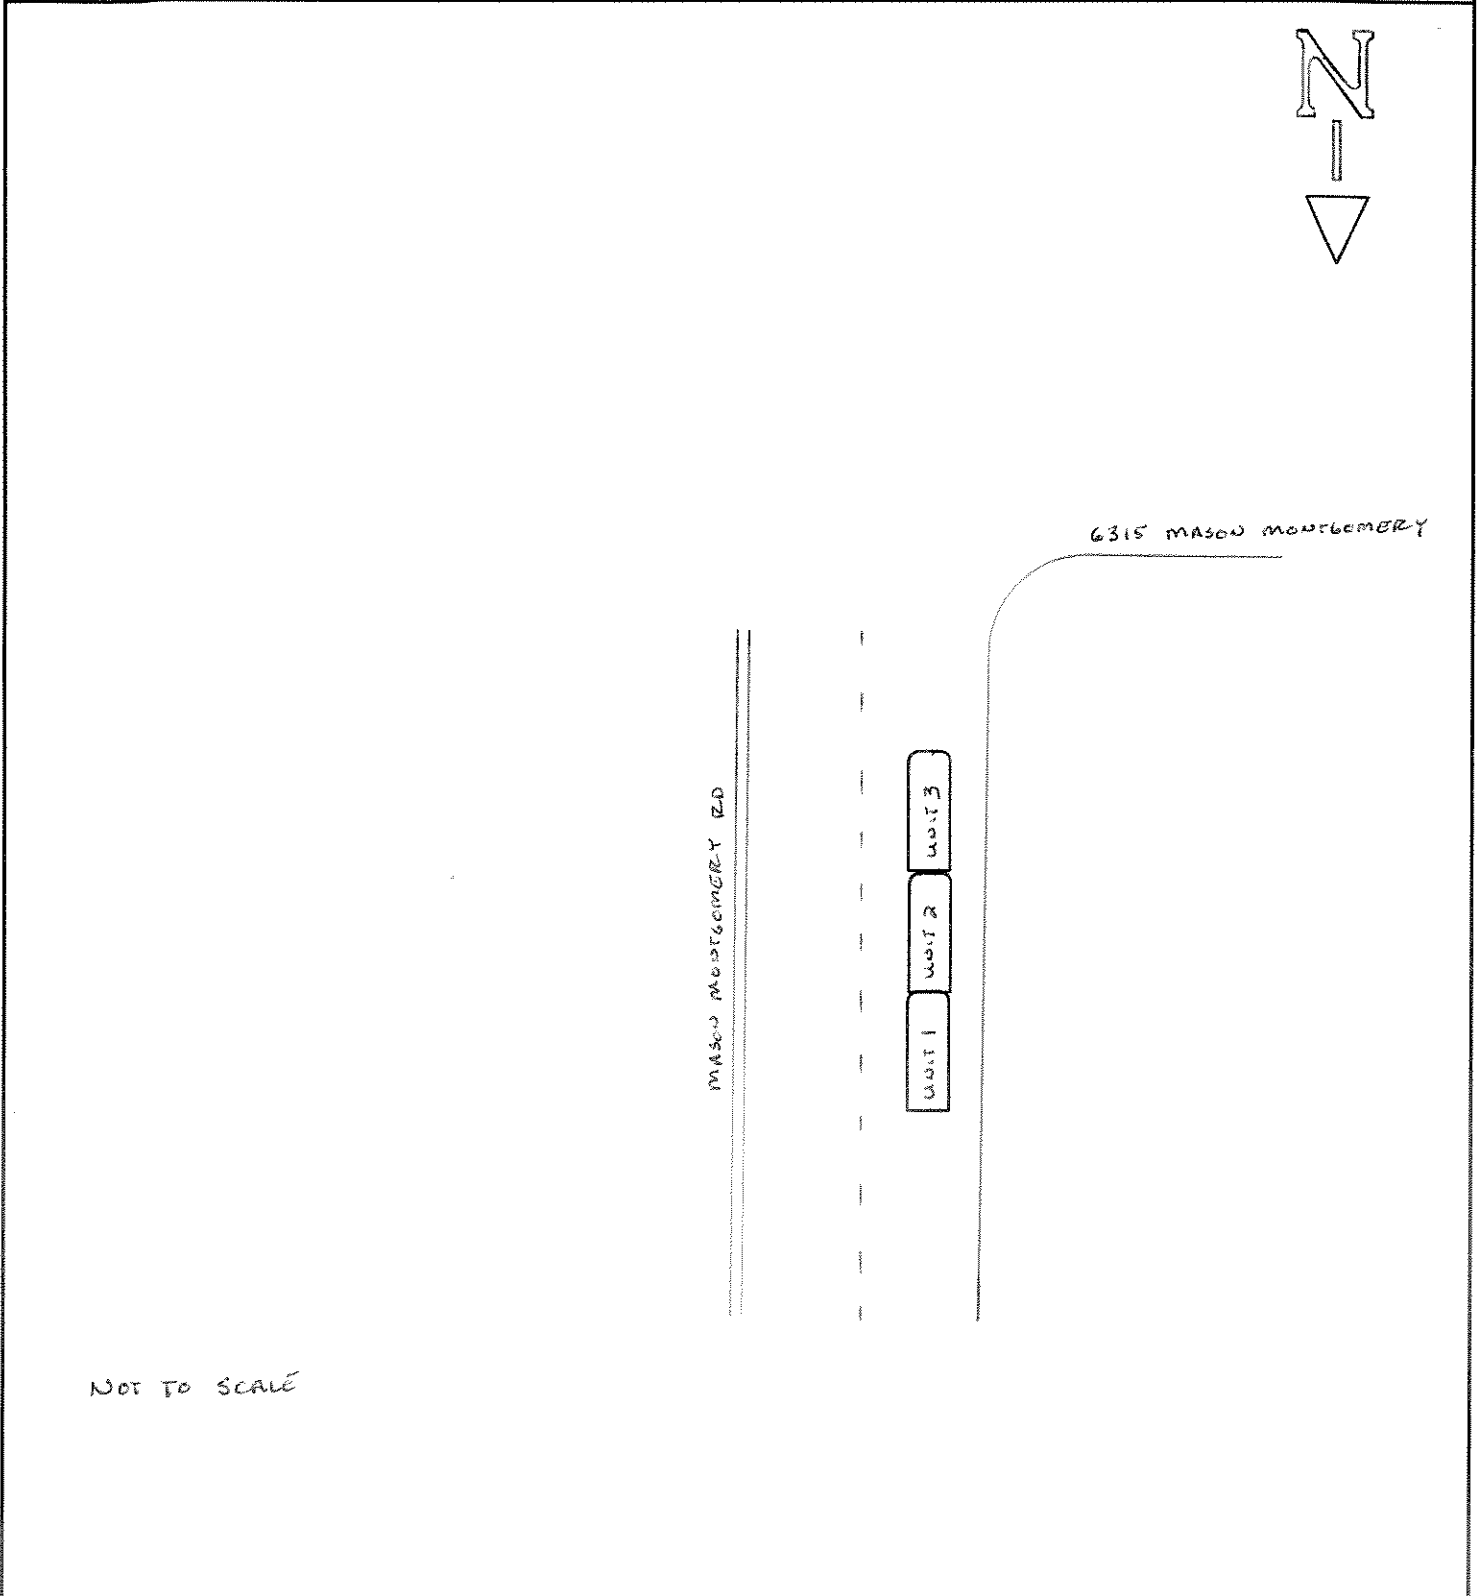 N
6315 MASON MONTGOMERY
MASON MONTGOMERY RD
UNIT 3
UNIT 2
UNIT 1
NOT TO SCALE